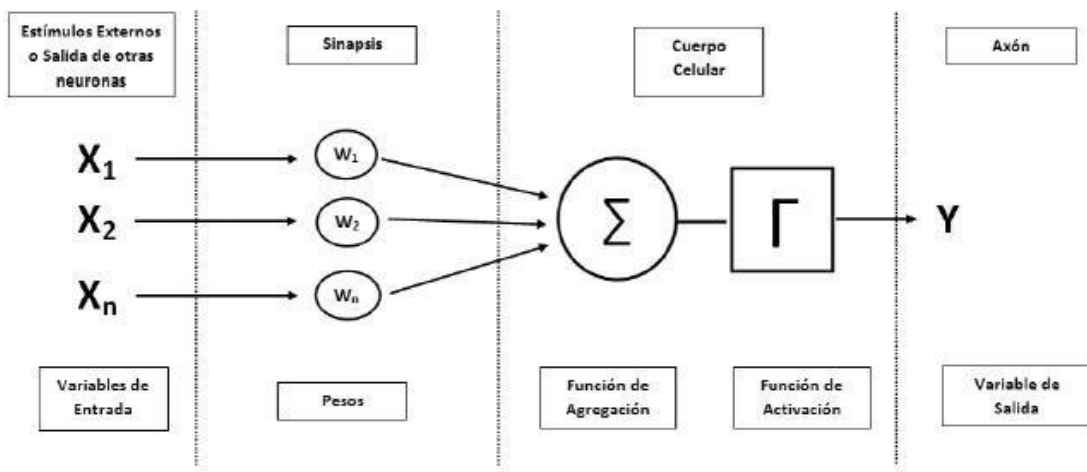 Estímulos Externos
o Salida de otras
neuronas
Sinapsis
Cuerpo
Celular
Axón
X₁
W₁
X₂
W₂
Σ
Γ
Y
Xₙ
Wₙ
Variables de
Entrada
Pesos
Función de
Agregación
Función de
Activación
Variable de
Salida